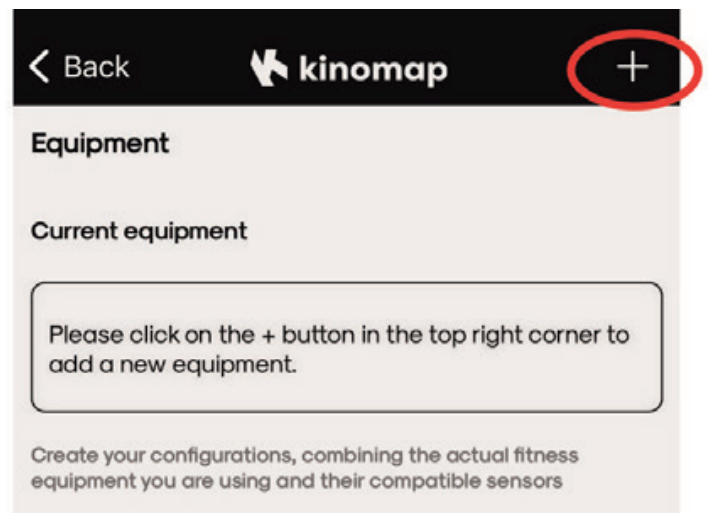 Back kinomap +
Equipment
Current equipment
Please click on the + button in the top right corner to
add a new equipment.
Create your configurations, combining the actual fitness
equipment you are using and their compatible sensors